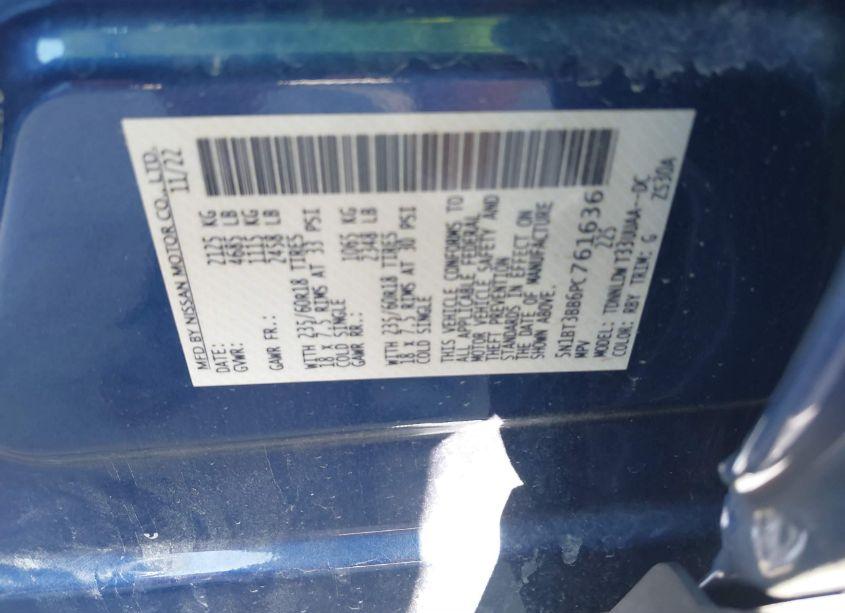 MFD BY NISSAN MOTOR CO., LTD.
DATE: 11/22
GVWR: 2125 KG
4685 LB
GAWR FR.: 1115 KG
2458 LB
WITH 235/60R18 TIRES
18 X 7.5 RIMS AT 33 PSI
COLD SINGLE
GAWR RR.: 1065 KG
2348 LB
WITH 235/60R18 TIRES
18 X 7.5 RIMS AT 30 PSI
COLD SINGLE
THIS VEHICLE CONFORMS TO
ALL APPLICABLE FEDERAL
MOTOR VEHICLE SAFETY AND
THEFT PREVENTION
STANDARDS IN EFFECT ON
THE DATE OF MANUFACTURE
SHOWN ABOVE.
5N1BT3BB6PC761636
MPV 225
MODEL: TDNNLDW T33UUAA--DC
COLOR: RBY TRIM: G ZS30A